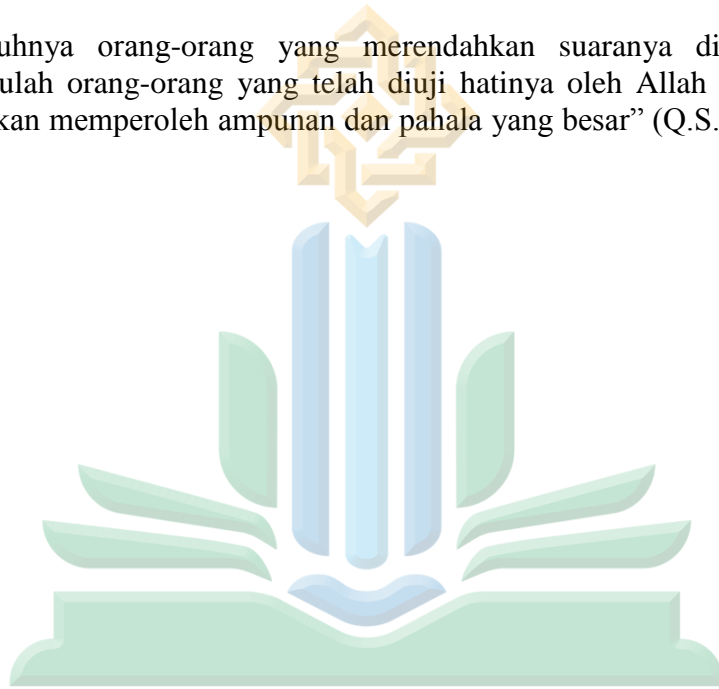 uhnya orang-orang yang merendahkan suaranya di
ulah orang-orang yang telah diuji hatinya oleh Allah
kan memperoleh ampunan dan pahala yang besar” (Q.S.